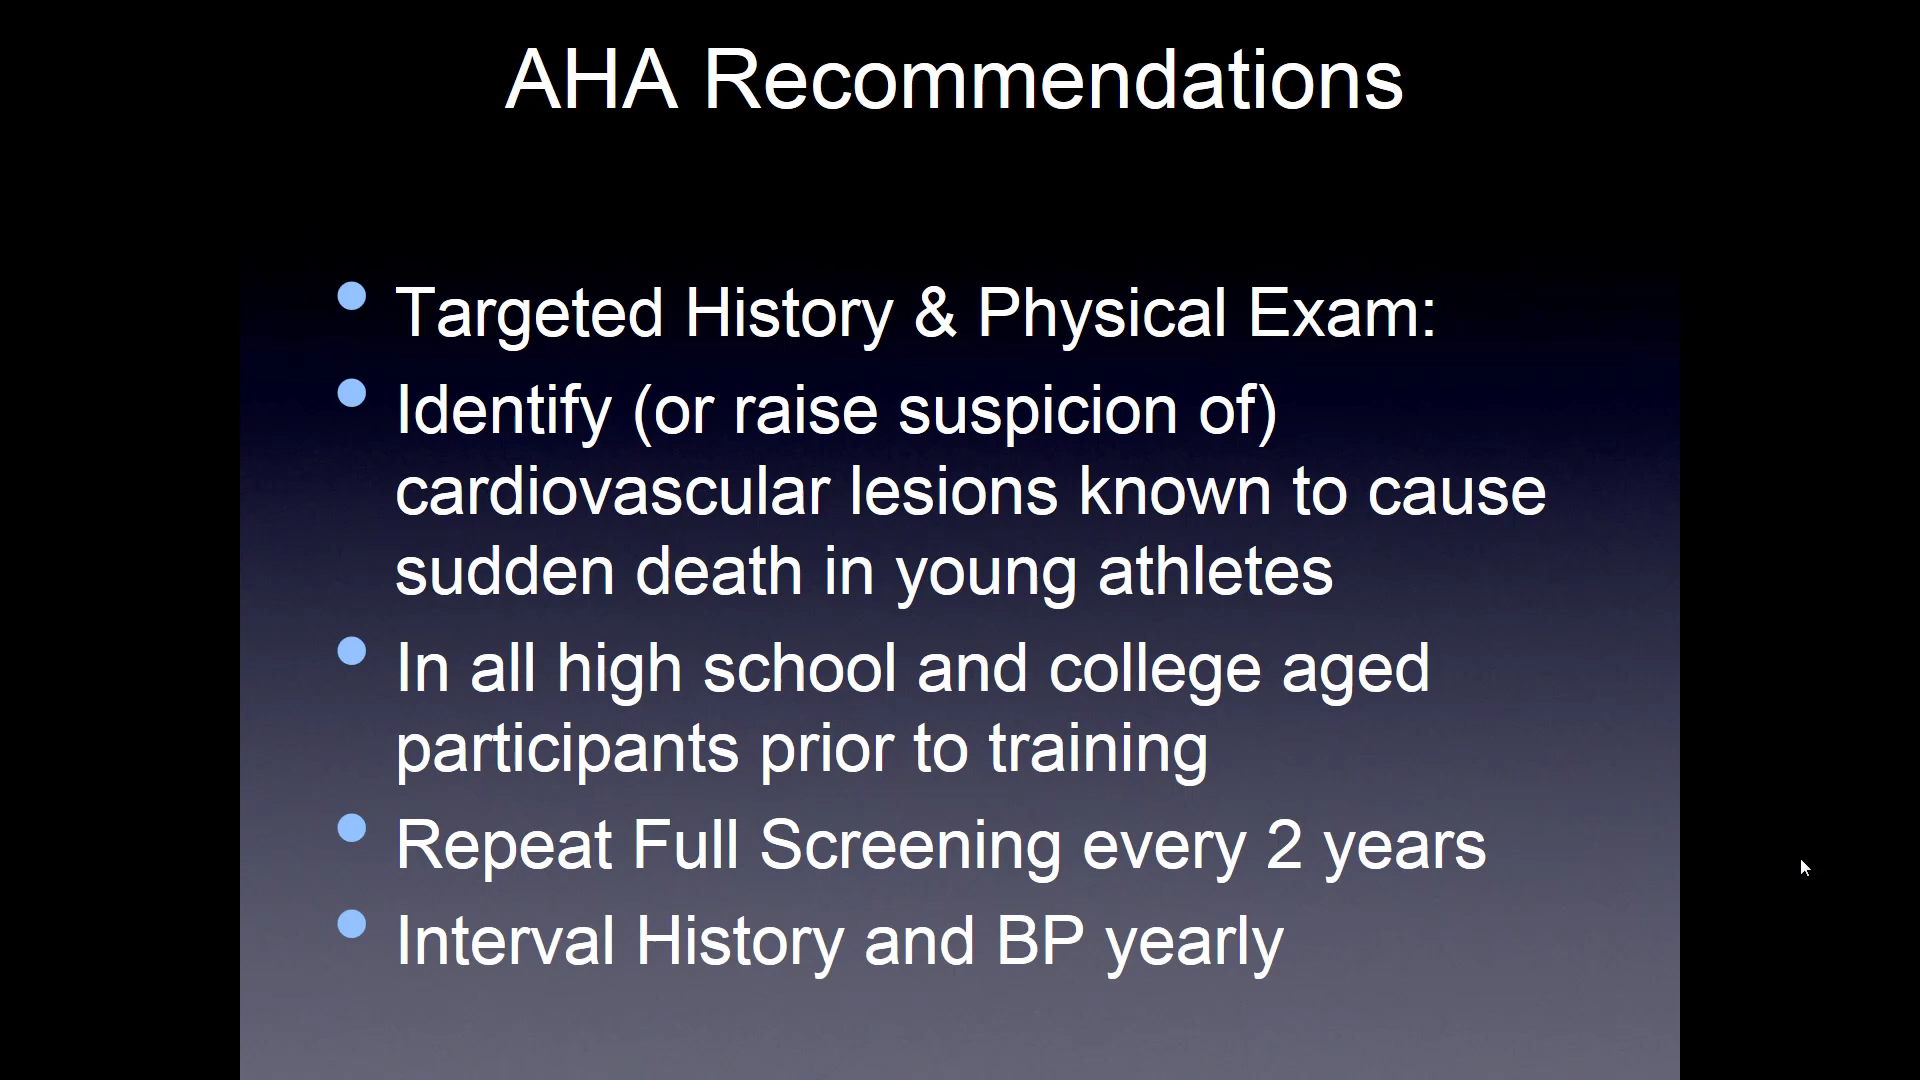 AHA Recommendations
• Targeted History & Physical Exam:
• Identify (or raise suspicion of)
cardiovascular lesions known to cause
sudden death in young athletes
• In all high school and college aged
participants prior to training
• Repeat Full Screening every 2 years
• Interval History and BP yearly